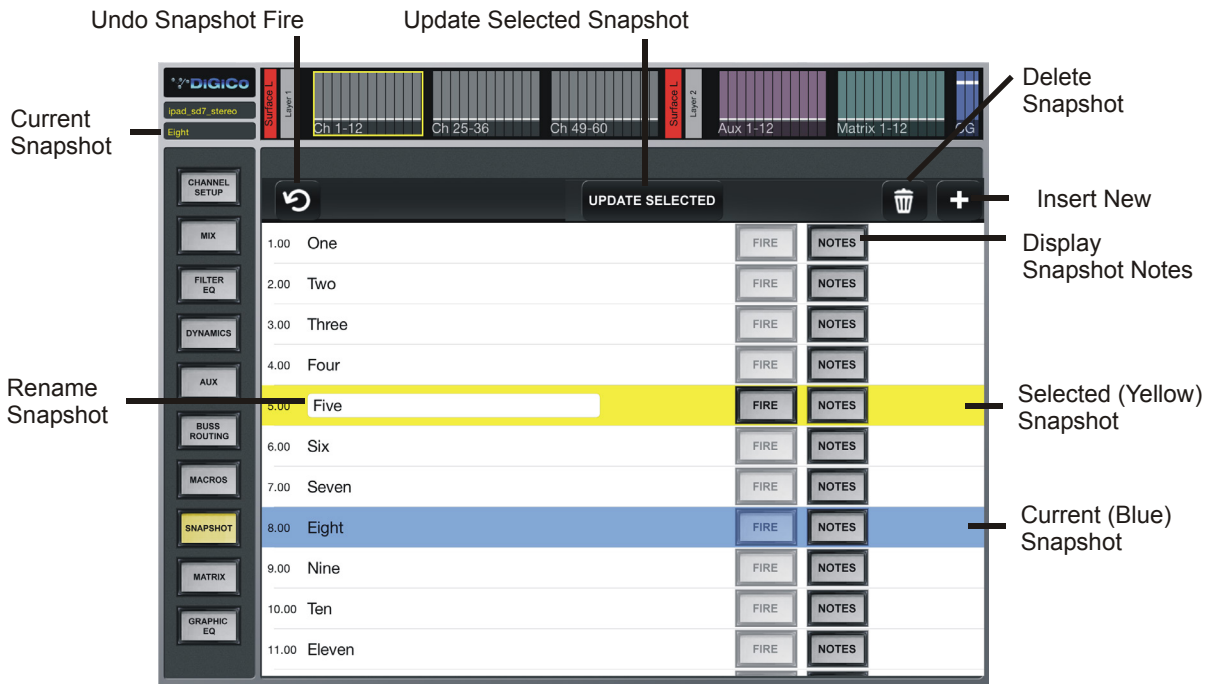 Undo Snapshot Fire
Update Selected Snapshot
Delete
Snapshot
Current
Snapshot
DiGiCo
ipad_sd7_stereo
Eight
Surface L
Layer 1
Ch 1-12
Ch 25-36
Ch 49-60
Surface L
Layer 2
Aux 1-12
Matrix 1-12
CG
CHANNEL
SETUP
MIX
FILTER
EQ
DYNAMICS
AUX
BUSS
ROUTING
MACROS
SNAPSHOT
MATRIX
GRAPHIC
EQ
UPDATE SELECTED
Insert New
Display
Snapshot Notes
1.00 One FIRE NOTES
2.00 Two FIRE NOTES
3.00 Three FIRE NOTES
4.00 Four FIRE NOTES
5.00 Five FIRE NOTES
6.00 Six FIRE NOTES
7.00 Seven FIRE NOTES
8.00 Eight FIRE NOTES
9.00 Nine FIRE NOTES
10.00 Ten FIRE NOTES
11.00 Eleven FIRE NOTES
Rename
Snapshot
Selected (Yellow)
Snapshot
Current (Blue)
Snapshot